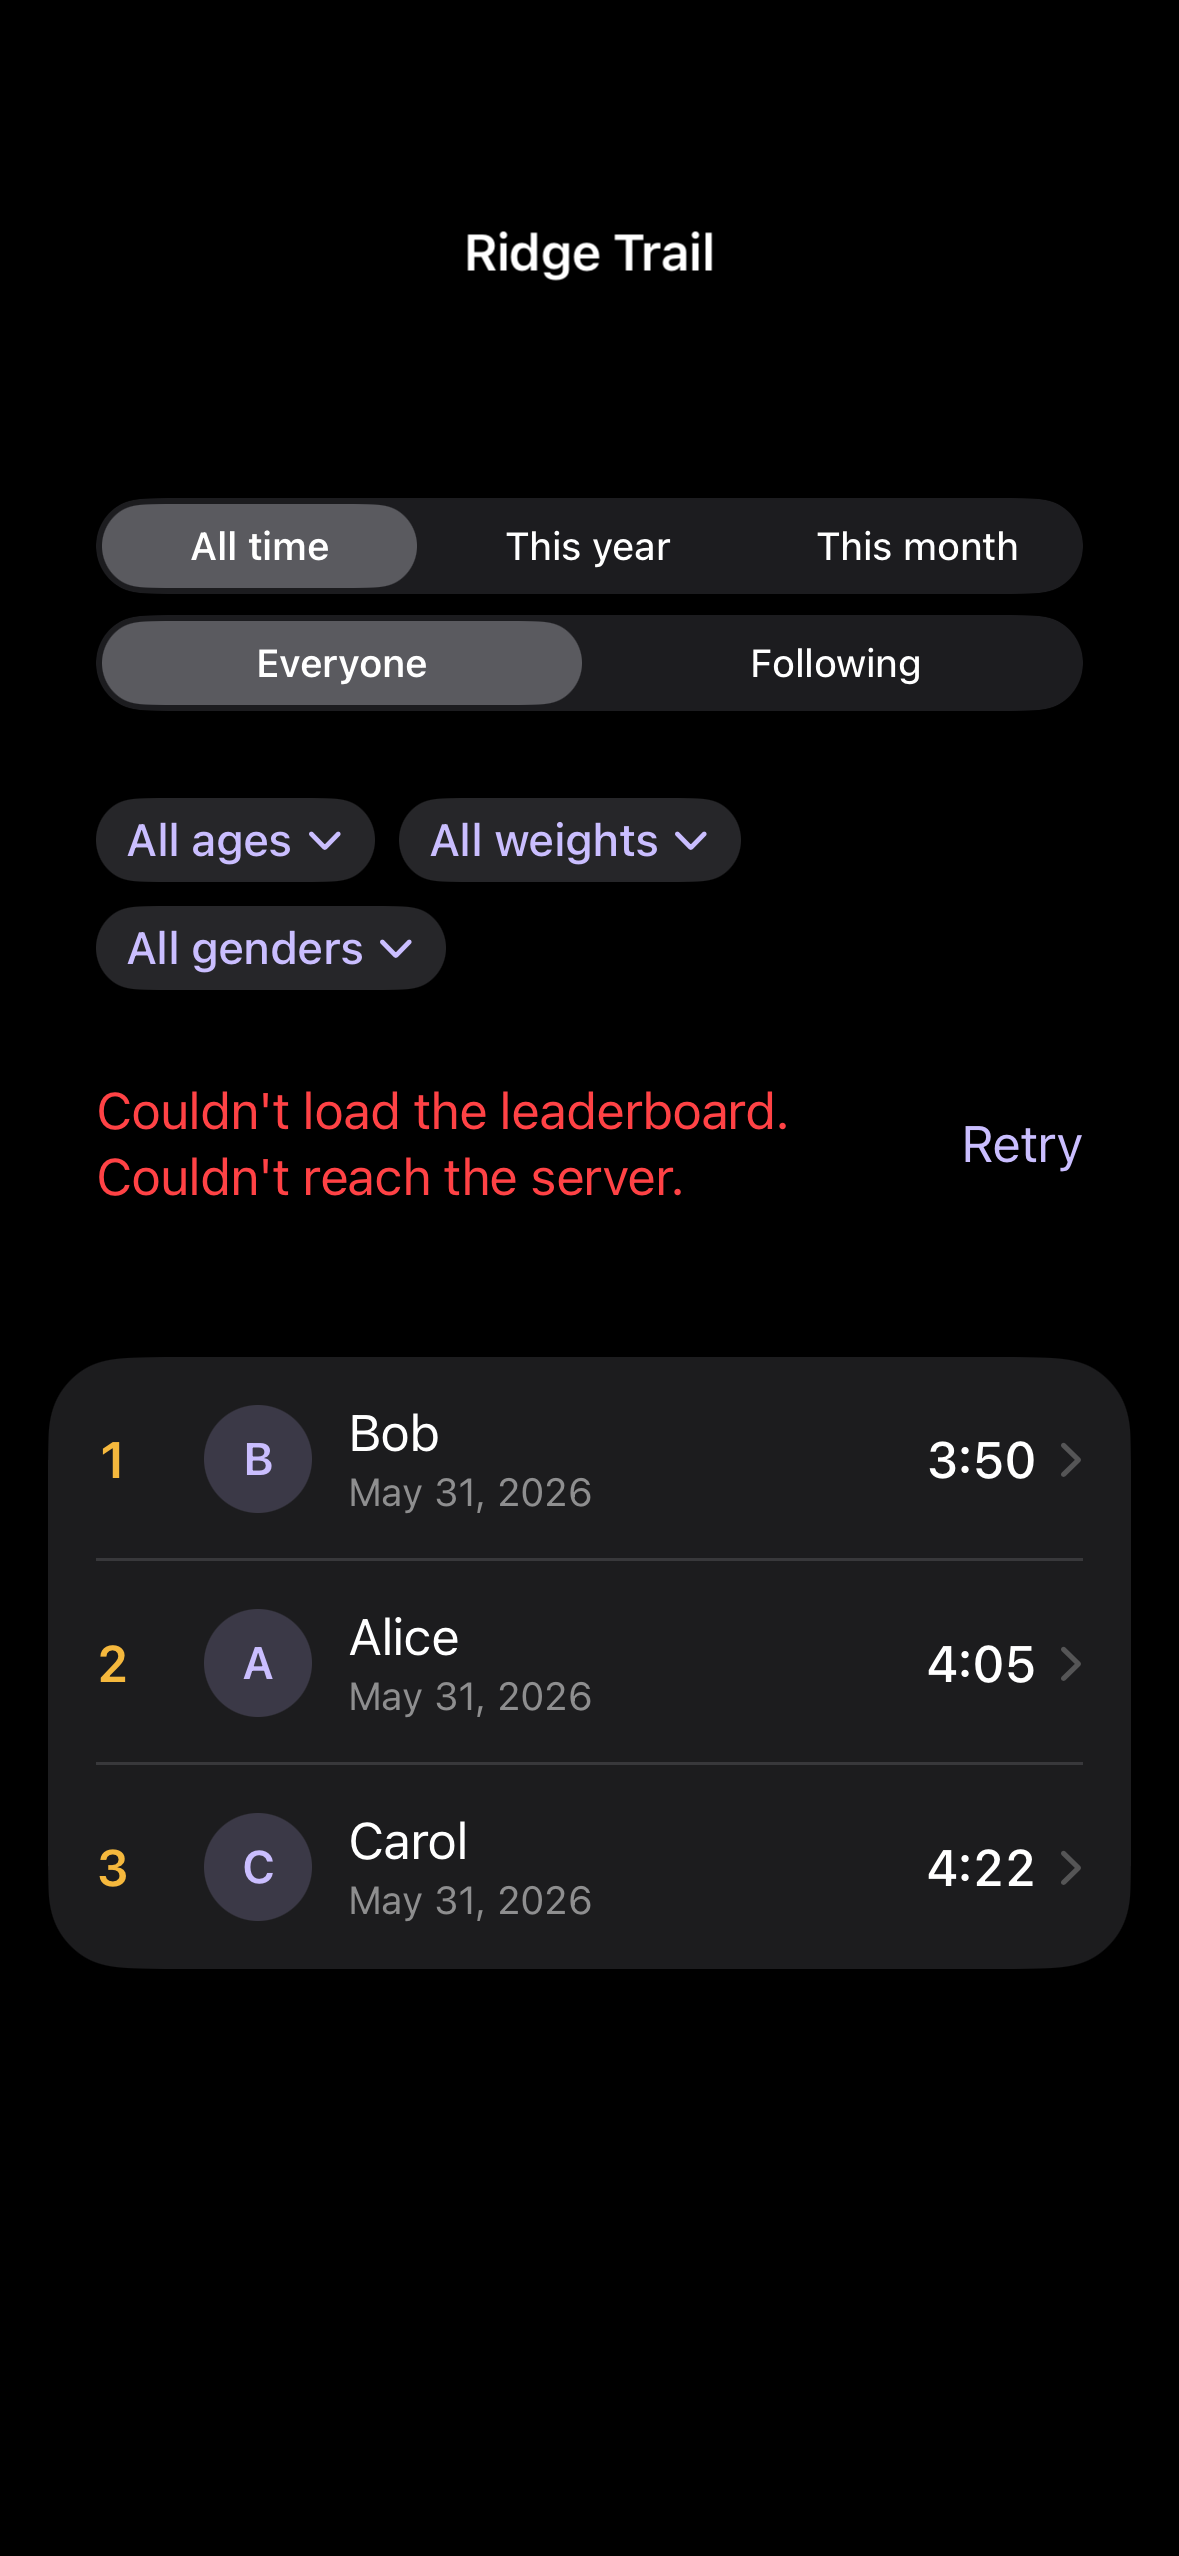 Ridge Trail
All time This year This month
Everyone Following
All ages All weights
All genders
Couldn't load the leaderboard.
Couldn't reach the server.
Retry
1 B Bob 3:50
May 31, 2026
2 A Alice 4:05
May 31, 2026
3 C Carol 4:22
May 31, 2026